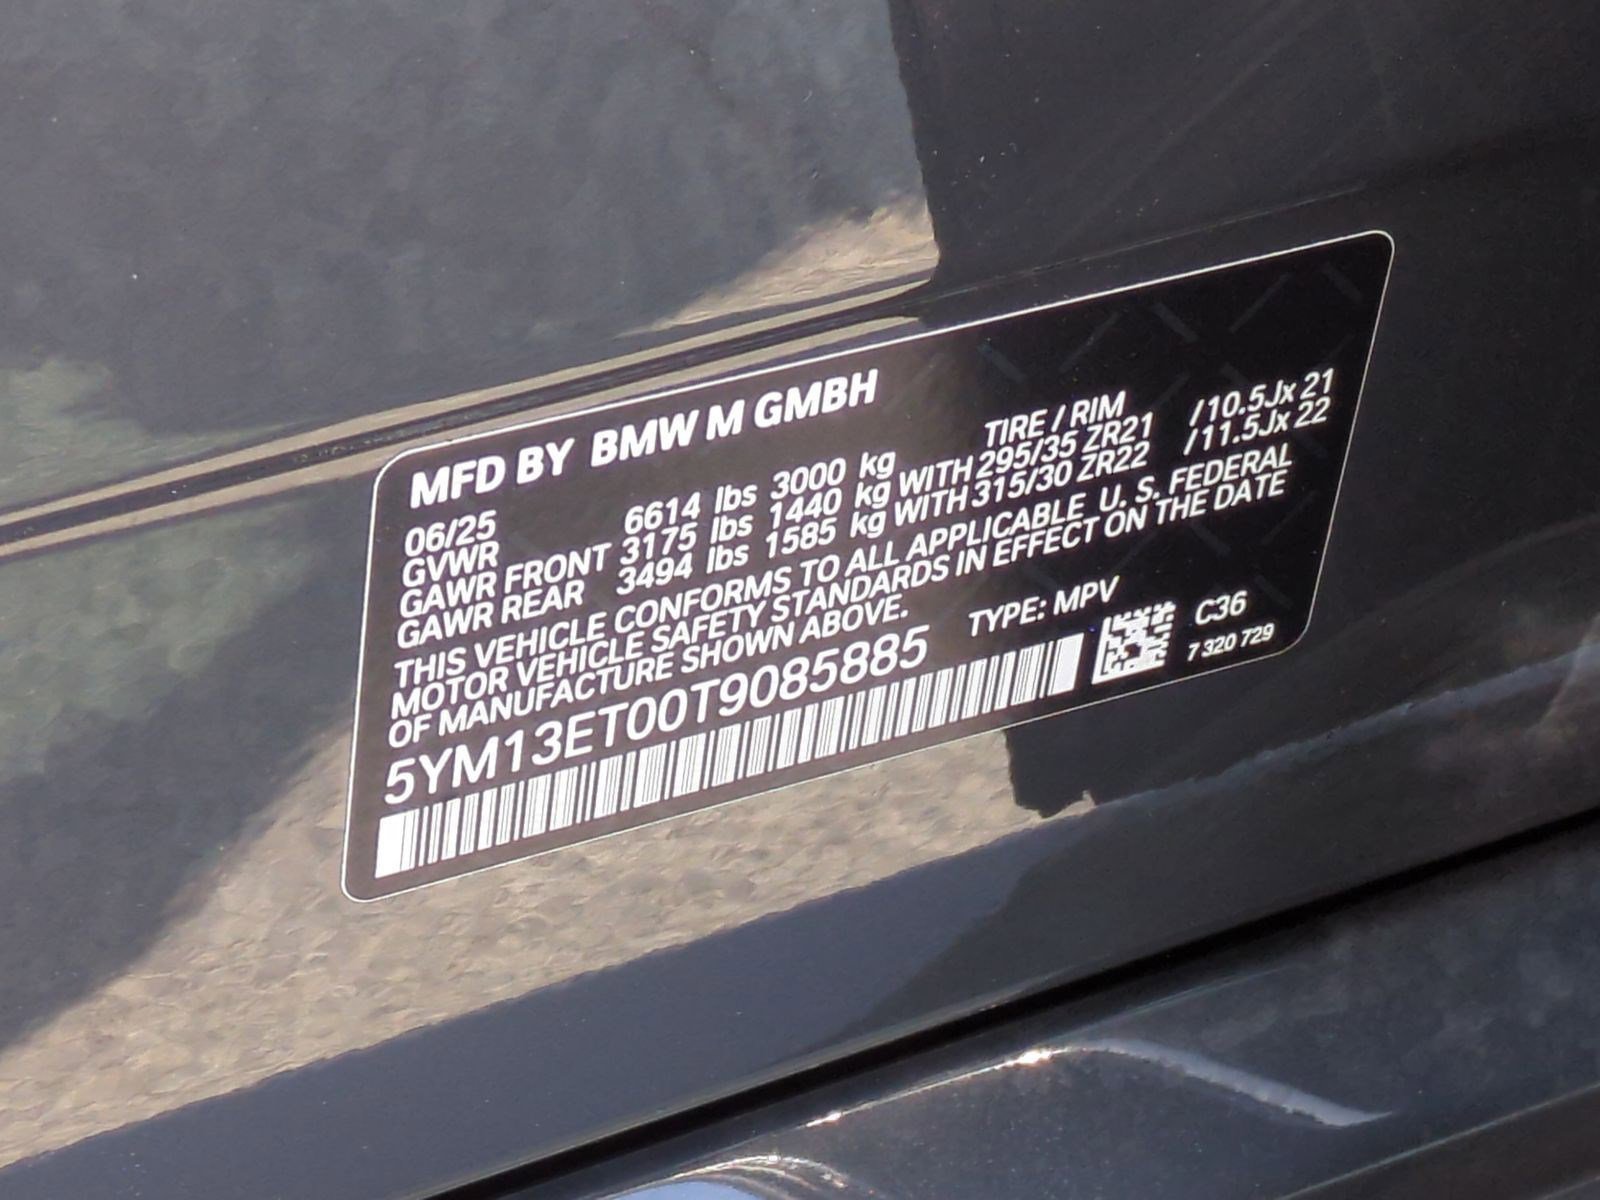 MFD BY BMW M GMBH
06/25 TIRE / RIM
GVWR 6614 lbs 3000 kg
GAWR FRONT 3175 lbs 1440 kg WITH 295/35 ZR21 /10.5Jx 21
GAWR REAR 3494 lbs 1585 kg WITH 315/30 ZR22 /11.5Jx 22
THIS VEHICLE CONFORMS TO ALL APPLICABLE U. S. FEDERAL
MOTOR VEHICLE SAFETY STANDARDS IN EFFECT ON THE DATE
OF MANUFACTURE SHOWN ABOVE.
5YM13ET00T9085885 TYPE: MPV
C36
7 320 729